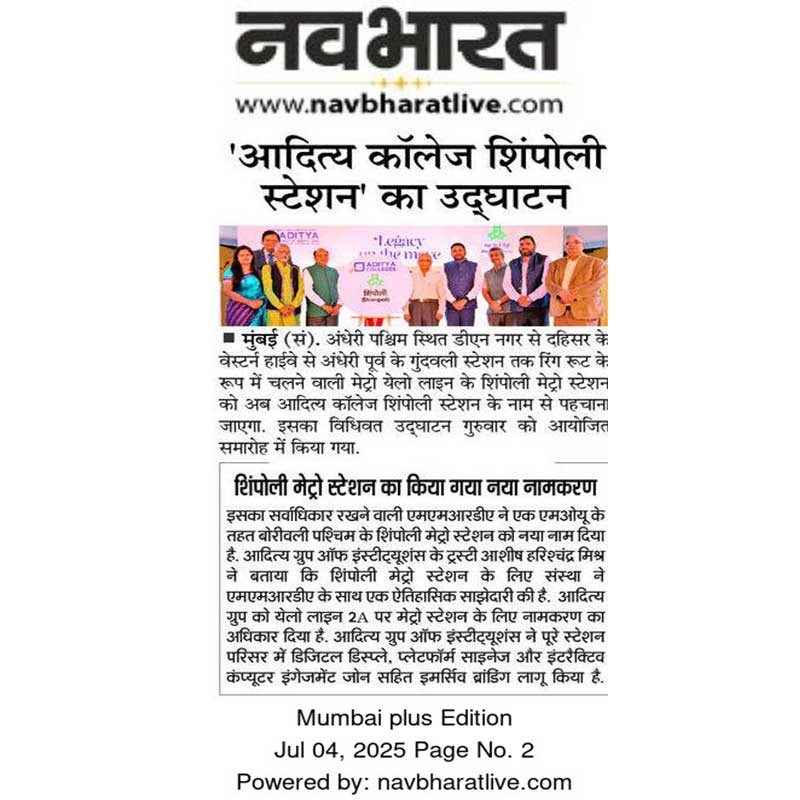 नवभारत
www.navbharatlive.com
'आदित्य कॉलेज शिंपोली
स्टेशन' का उद्घाटन
ADITYA
Legacy
on the move
ADITYA
COLLEGES
शिंपोली
Shimpoli
■ मुंबई (सं). अंधेरी पश्चिम स्थित डीएन नगर से दहिसर के
वेस्टर्न हाईवे से अंधेरी पूर्व के गुंदवली स्टेशन तक रिंग रूट के
रूप में चलने वाली मेट्रो येलो लाइन के शिंपोली मेट्रो स्टेशन
को अब आदित्य कॉलेज शिंपोली स्टेशन के नाम से पहचाना
जाएगा. इसका विधिवत उद्घाटन गुरुवार को आयोजित
समारोह में किया गया.
शिंपोली मेट्रो स्टेशन का किया गया नया नामकरण
इसका सर्वाधिकार रखने वाली एमएमआरडीए ने एक एमओयू के
तहत बोरीवली पश्चिम के शिंपोली मेट्रो स्टेशन को नया नाम दिया
है. आदित्य ग्रुप ऑफ इंस्टीट्यूशंस के ट्रस्टी आशीष हरिश्चंद्र मिश्र
ने बताया कि शिंपोली मेट्रो स्टेशन के लिए संस्था ने
एमएमआरडीए के साथ एक ऐतिहासिक साझेदारी की है. आदित्य
ग्रुप को येलो लाइन 2A पर मेट्रो स्टेशन के लिए नामकरण का
अधिकार दिया है. आदित्य ग्रुप ऑफ इंस्टीट्यूशंस ने पूरे स्टेशन
परिसर में डिजिटल डिस्प्ले, प्लेटफॉर्म साइनेज और इंटरैक्टिव
कंप्यूटर इंगेजमेंट जोन सहित इमर्सिव ब्रांडिंग लागू किया है.
Mumbai plus Edition
Jul 04, 2025 Page No. 2
Powered by: navbharatlive.com